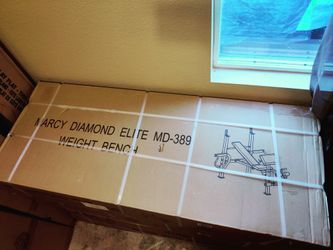 MARCY DIAMOND ELITE MD-389
WEIGHT BENCH